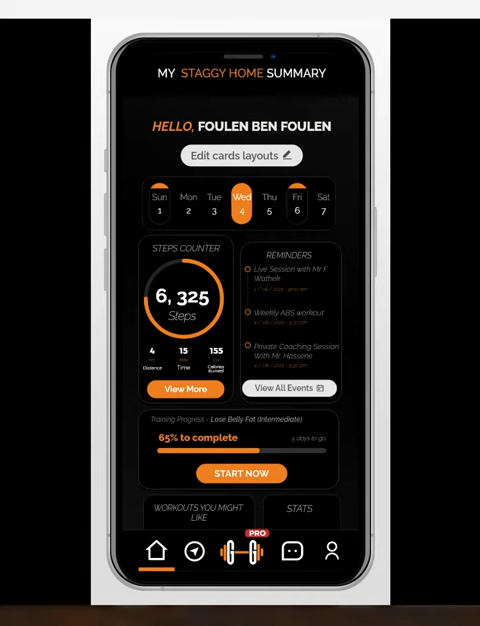 MY STAGGY HOME SUMMARY
HELLO, FOULEN BEN FOULEN
Edit cards layouts
Sun Mon Tue Wed Thu Fri Sat
1 2 3 4 5 6 7
STEPS COUNTER
6, 325
Steps
4 15 155
Distance Time Calories
Burned
View More
REMINDERS
Live Session with Mr F.
Wathek
Weekly ABS workout
Private Coaching Session
With Mr. Hassene
View All Events
Training Progress - Lose Belly Fat (Intermediate)
65% to complete
5 days to go
START NOW
WORKOUTS YOU MIGHT
LIKE
STATS
PRO